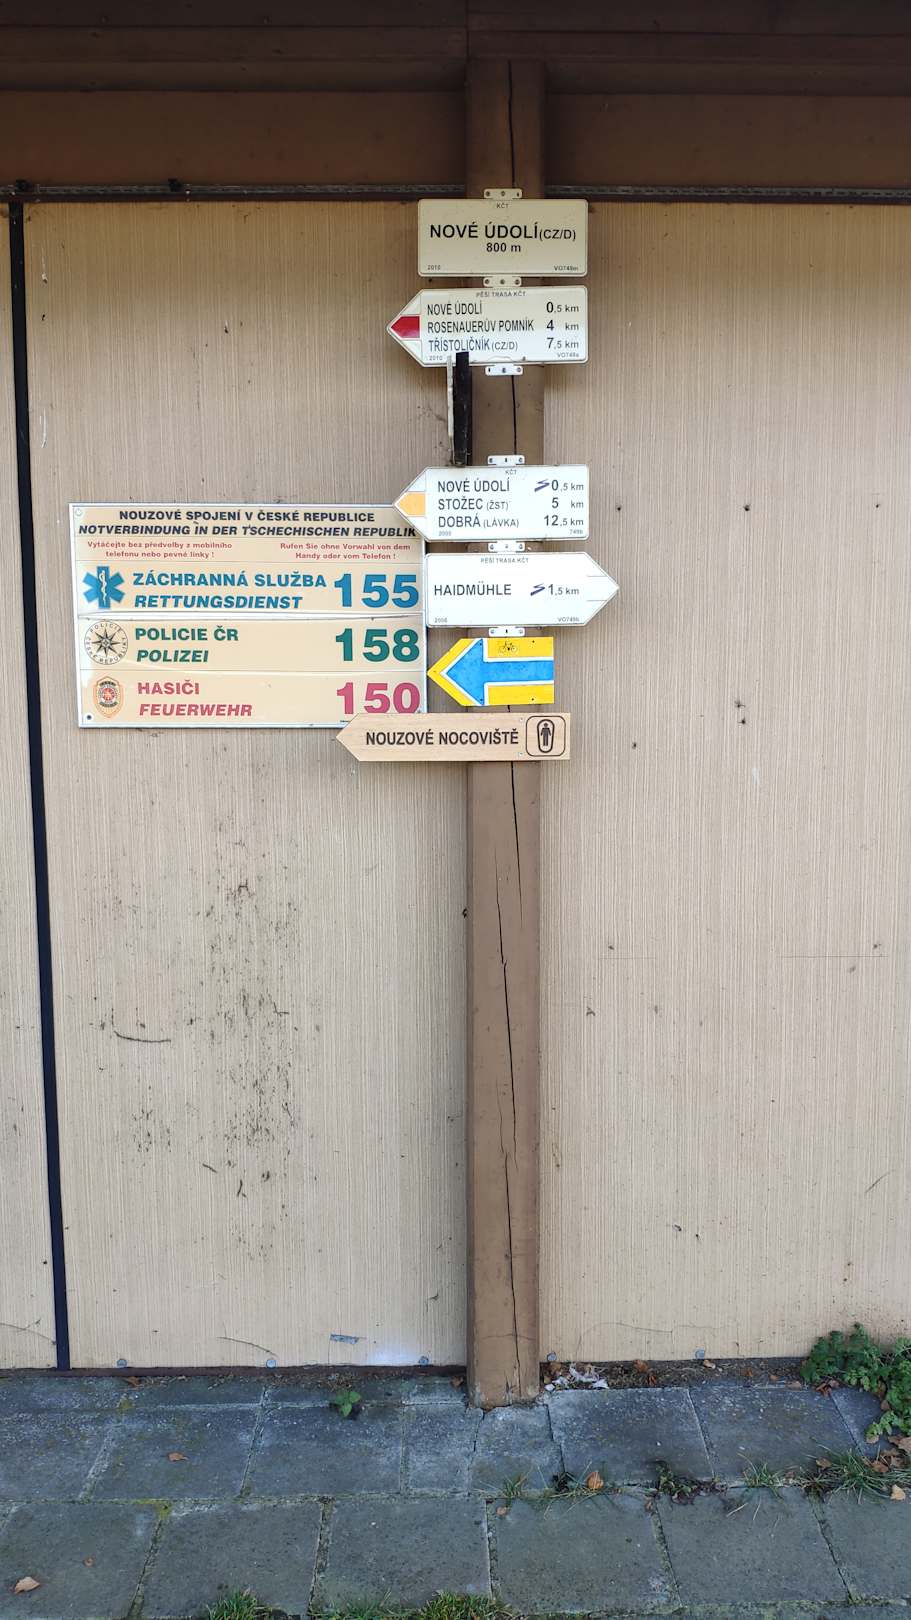 KČT
NOVÉ ÚDOLÍ (CZ/D)
800 m
2010 VO749m
PĚŠÍ TRASA KČT
NOVÉ ÚDOLÍ 0,5 km
ROSENAUERŮV POMNÍK 4 km
TŘÍSTOLIČNÍK (CZ/D) 7,5 km
2010 VO749a
KČT
NOVÉ ÚDOLÍ 0,5 km
STOŽEC (ŽST) 5 km
DOBRÁ (LÁVKA) 12,5 km
749b
PĚŠÍ TRASA KČT
HAIDMÜHLE 1,5 km
VO749h
NOUZOVÉ SPOJENÍ V ČESKÉ REPUBLICE
NOTVERBINDUNG IN DER TSCHECHISCHEN REPUBLIK
Vytáčejte bez předvolby z mobilního
telefonu nebo pevné linky !
Rufen Sie ohne Vorwahl von dem
Handy oder vom Telefon !
ZÁCHRANNÁ SLUŽBA 155
RETTUNGSDIENST
POLICIE ČR 158
POLIZEI
POLICIE
ČESKÉ REPUBLIKY
HASIČI 150
FEUERWEHR
NOUZOVÉ NOCOVIŠTĚ